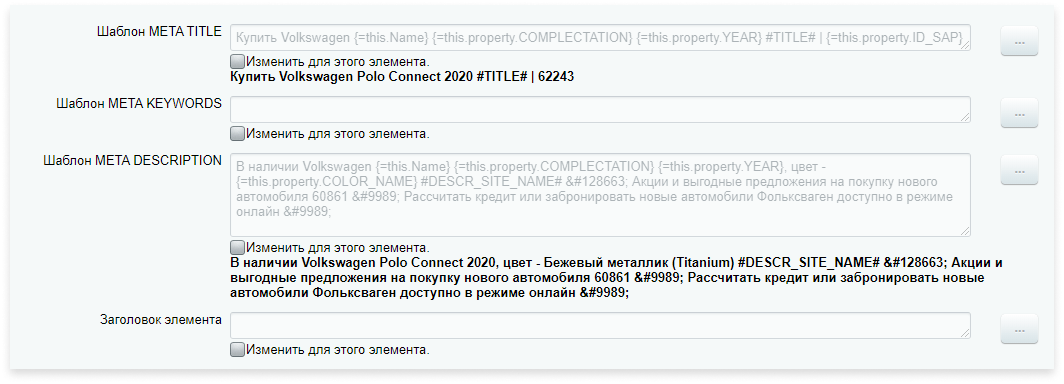 Шаблон META TITLE
Купить Volkswagen {=this.Name} {=this.property.COMPLECTATION} {=this.property.YEAR} #TITLE# | {=this.property.ID_SAP}
...
Изменить для этого элемента.
Купить Volkswagen Polo Connect 2020 #TITLE# | 62243
Шаблон META KEYWORDS
...
Изменить для этого элемента.
Шаблон META DESCRIPTION
В наличии Volkswagen {=this.Name} {=this.property.COMPLECTATION} {=this.property.YEAR}, цвет -
{=this.property.COLOR_NAME} #DESCR_SITE_NAME# &#128663; Акции и выгодные предложения на покупку нового
автомобиля 60861 &#9989; Рассчитать кредит или забронировать новые автомобили Фольксваген доступно в режиме
онлайн &#9989;
...
Изменить для этого элемента.
В наличии Volkswagen Polo Connect 2020, цвет - Бежевый металлик (Titanium) #DESCR_SITE_NAME# &#128663; Акции и
выгодные предложения на покупку нового автомобиля 60861 &#9989; Рассчитать кредит или забронировать новые
автомобили Фольксваген доступно в режиме онлайн &#9989;
Заголовок элемента
...
Изменить для этого элемента.